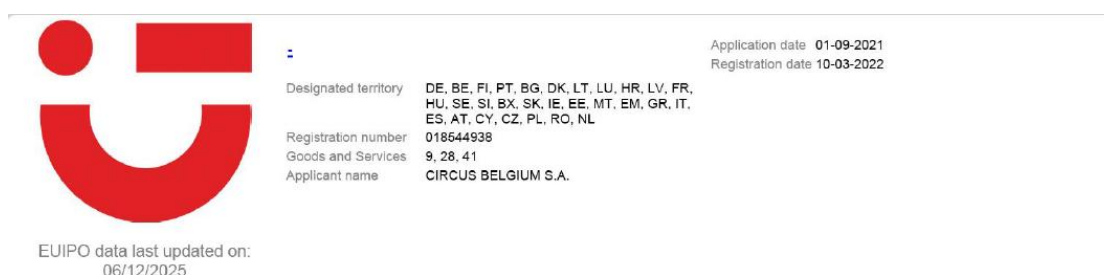 -
Application date 01-09-2021
Registration date 10-03-2022
Designated territory DE, BE, FI, PT, BG, DK, LT, LU, HR, LV, FR,
HU, SE, SI, BX, SK, IE, EE, MT, EM, GR, IT,
ES, AT, CY, CZ, PL, RO, NL
Registration number 018544938
Goods and Services 9, 28, 41
Applicant name CIRCUS BELGIUM S.A.
EUIPO data last updated on:
06/12/2025